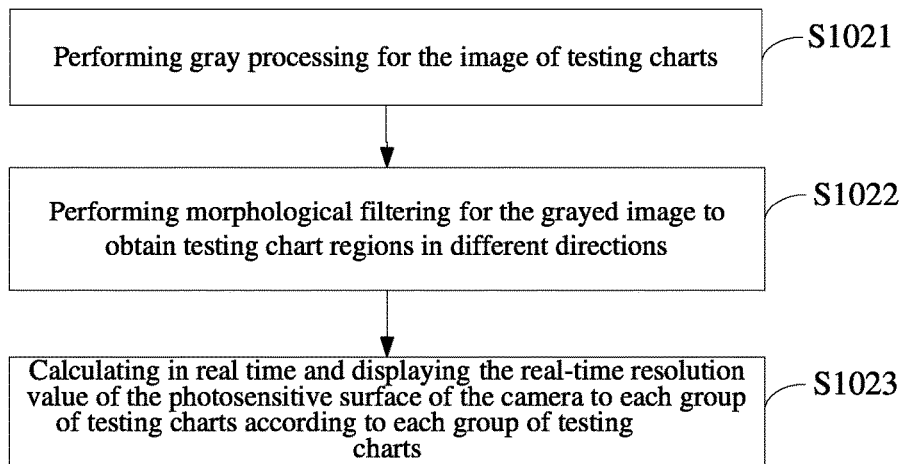 Performing gray processing for the image of testing charts
S1021
Performing morphological filtering for the grayed image to
obtain testing chart regions in different directions
S1022
Calculating in real time and displaying the real-time resolution
value of the photosensitive surface of the camera to each group
of testing charts according to each group of testing
charts
S1023